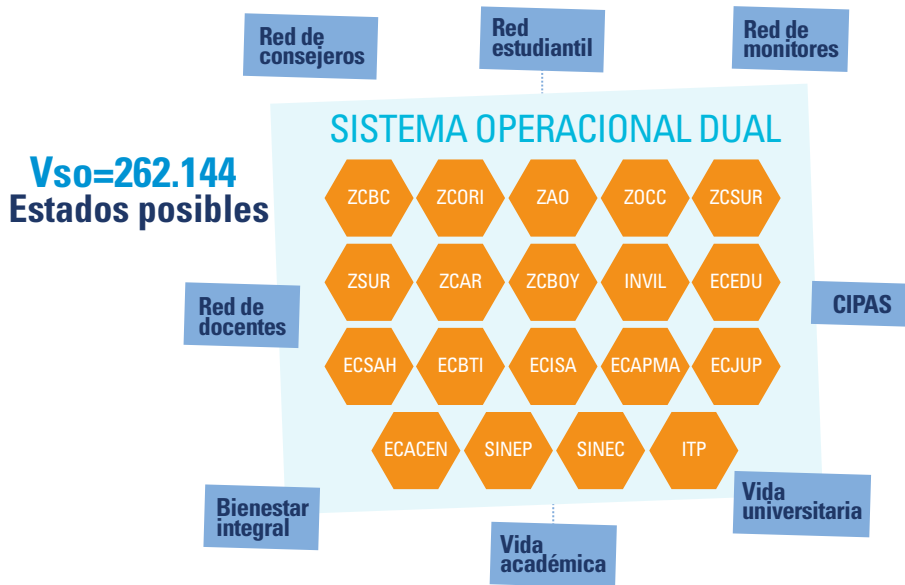 Red de
consejeros
Red
estudiantil
Red de
monitores
SISTEMA OPERACIONAL DUAL
Vso=262.144
Estados posibles
ZCBC
ZCORI
ZAO
ZOCC
ZCSUR
ZSUR
ZCAR
ZCBOY
INVIL
ECEDU
Red de
docentes
CIPAS
ECSAH
ECBTI
ECISA
ECAPMA
ECJUP
ECACEN
SINEP
SINEC
ITP
Bienestar
integral
Vida
académica
Vida
universitaria